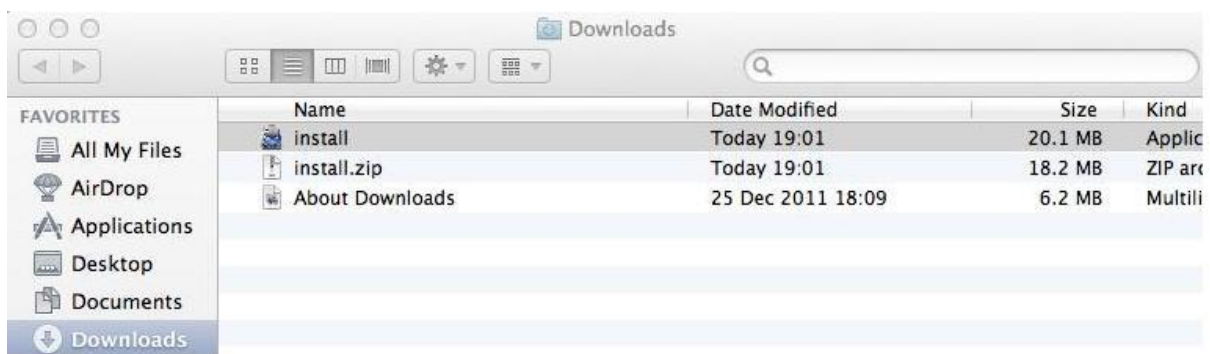 Downloads
FAVORITES
All My Files
AirDrop
Applications
Desktop
Documents
Downloads
Name Date Modified Size Kind
install Today 19:01 20.1 MB Applic
install.zip Today 19:01 18.2 MB ZIP arc
About Downloads 25 Dec 2011 18:09 6.2 MB Multili